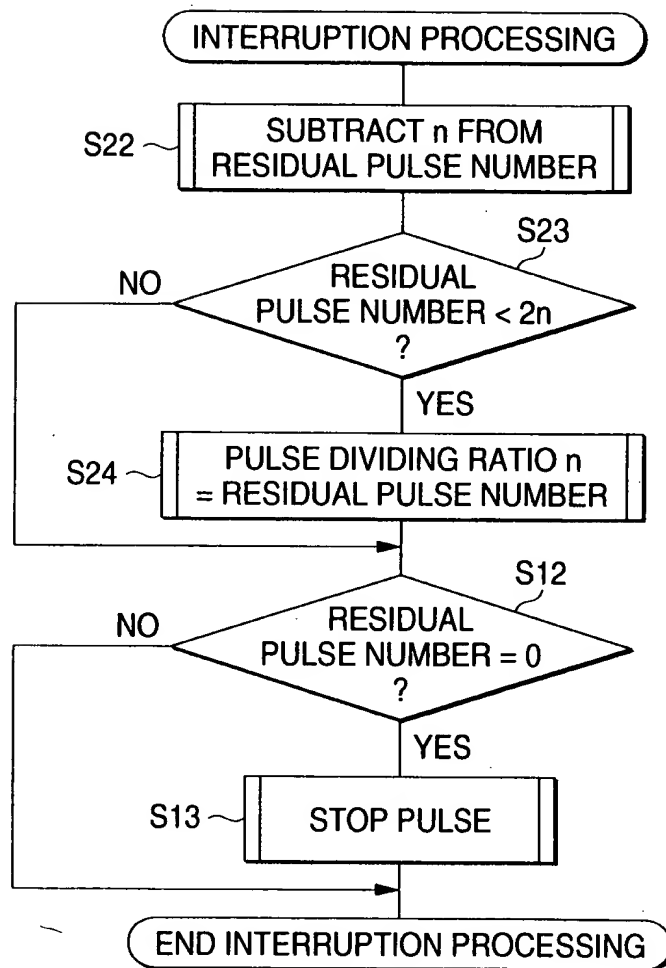 INTERRUPTION PROCESSING
S22
SUBTRACT n FROM
RESIDUAL PULSE NUMBER
S23
NO
RESIDUAL
PULSE NUMBER < 2n
?
YES
S24
PULSE DIVIDING RATIO n
= RESIDUAL PULSE NUMBER
S12
NO
RESIDUAL
PULSE NUMBER = 0
?
YES
S13
STOP PULSE
END INTERRUPTION PROCESSING